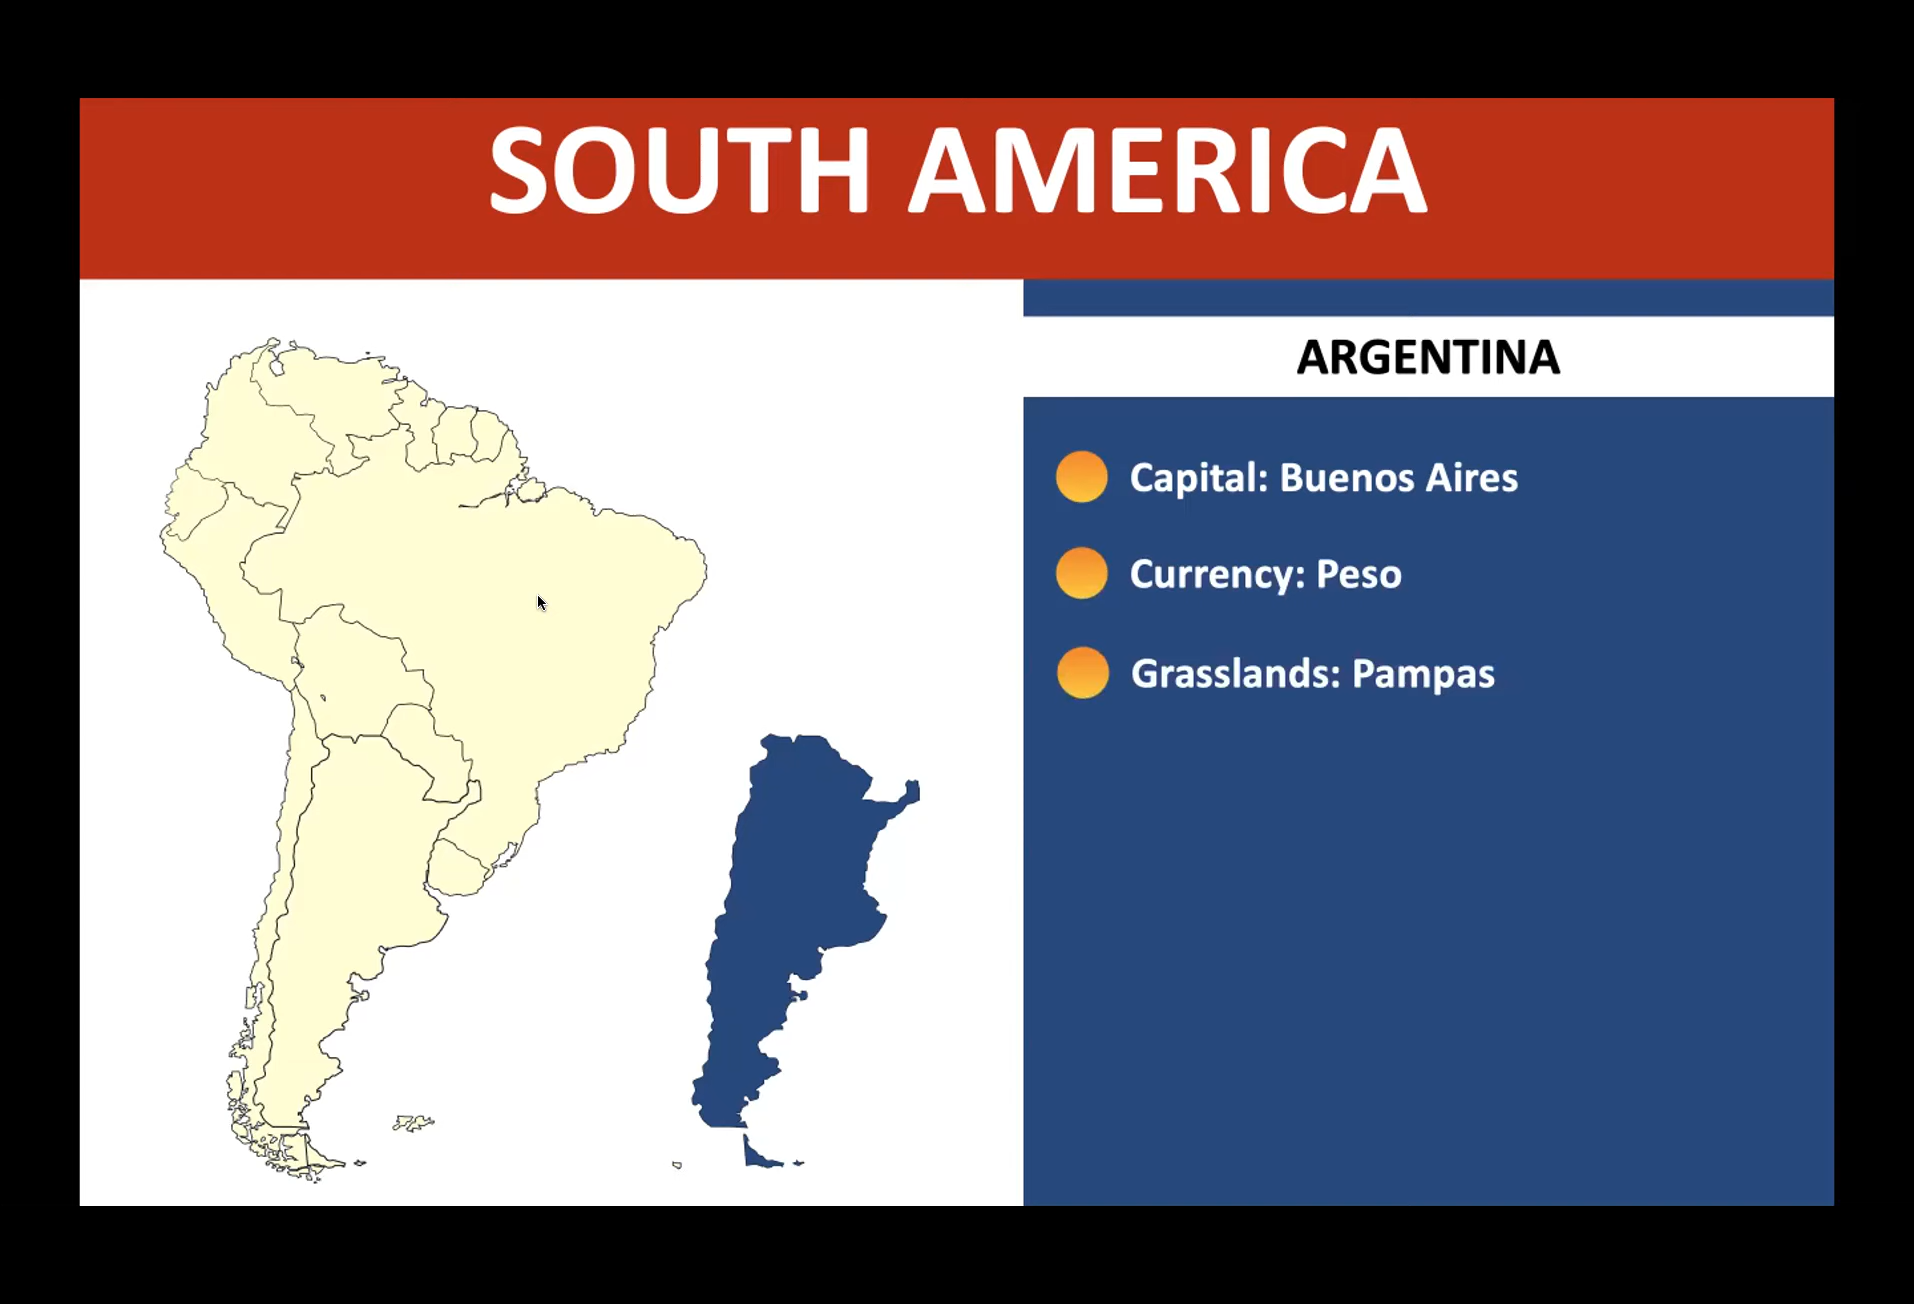 SOUTH AMERICA
ARGENTINA
Capital: Buenos Aires
Currency: Peso
Grasslands: Pampas